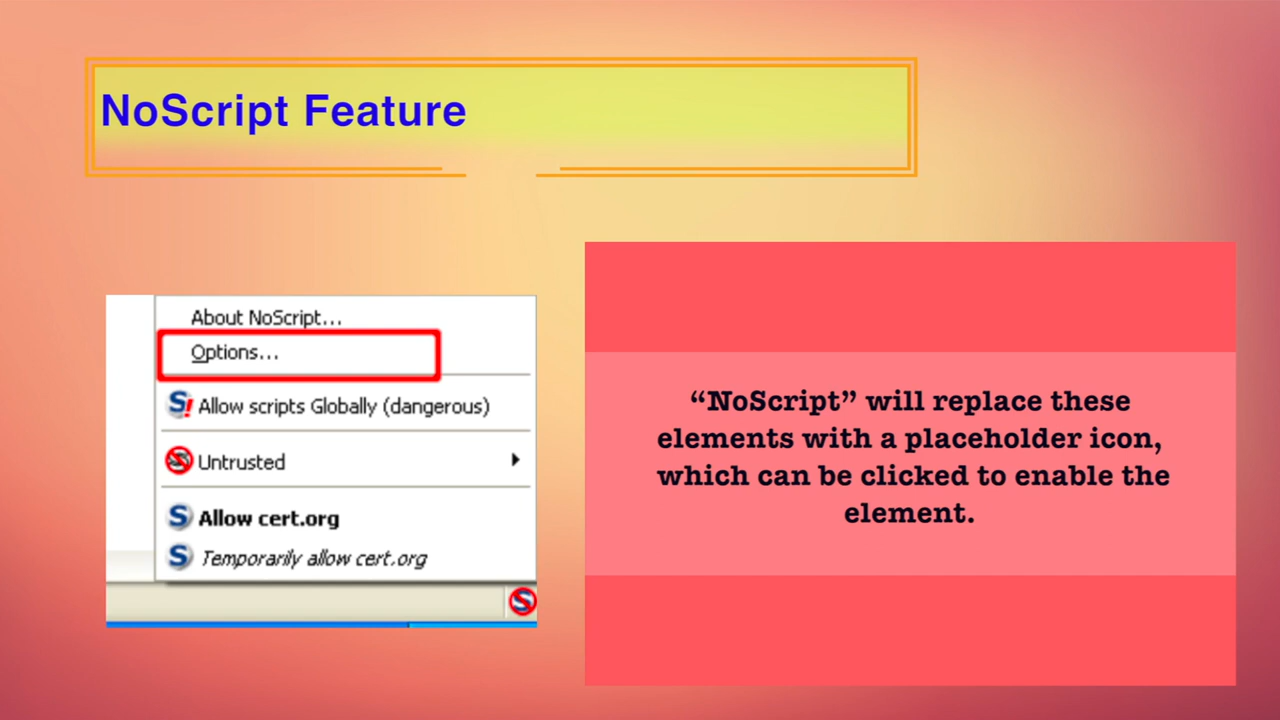 NoScript Feature
About NoScript...
Options...
Allow scripts Globally (dangerous)
Untrusted
Allow cert.org
Temporarily allow cert.org
“NoScript” will replace these
elements with a placeholder icon,
which can be clicked to enable the
element.